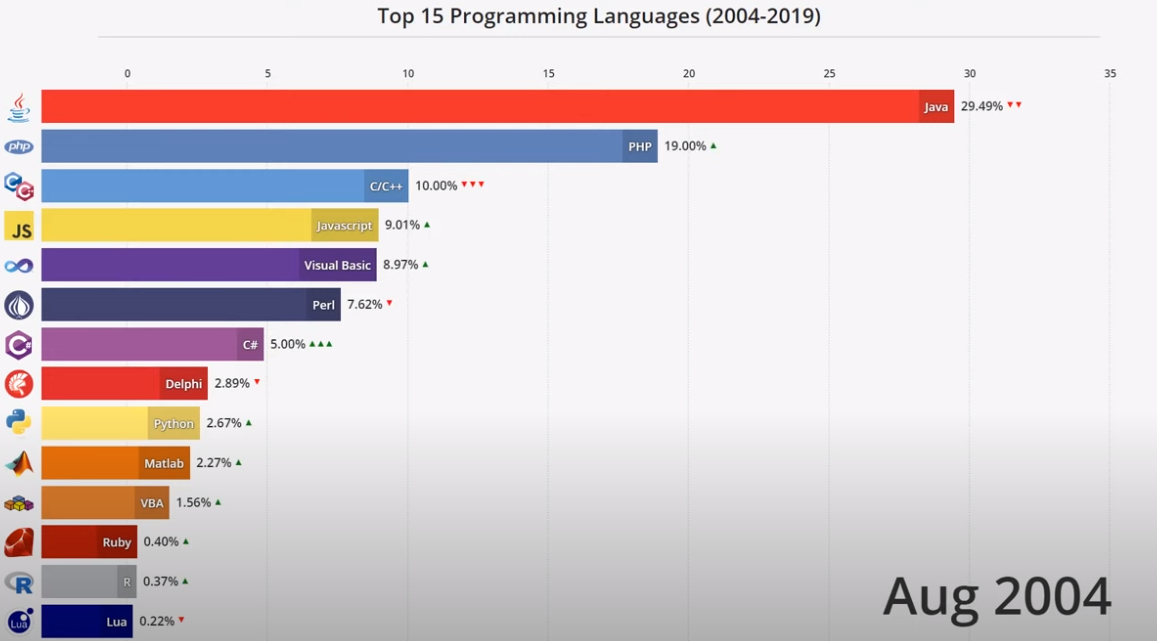 Top 15 Programming Languages (2004-2019)
0 5 10 15 20 25 30 35
Java 29.49%
php PHP 19.00%
C C++ C/C++ 10.00%
JS Javascript 9.01%
Visual Basic 8.97%
Perl 7.62%
C# C# 5.00%
Delphi 2.89%
Python 2.67%
Matlab 2.27%
VBA 1.56%
Ruby 0.40%
R R 0.37%
Lua Lua 0.22%
Aug 2004